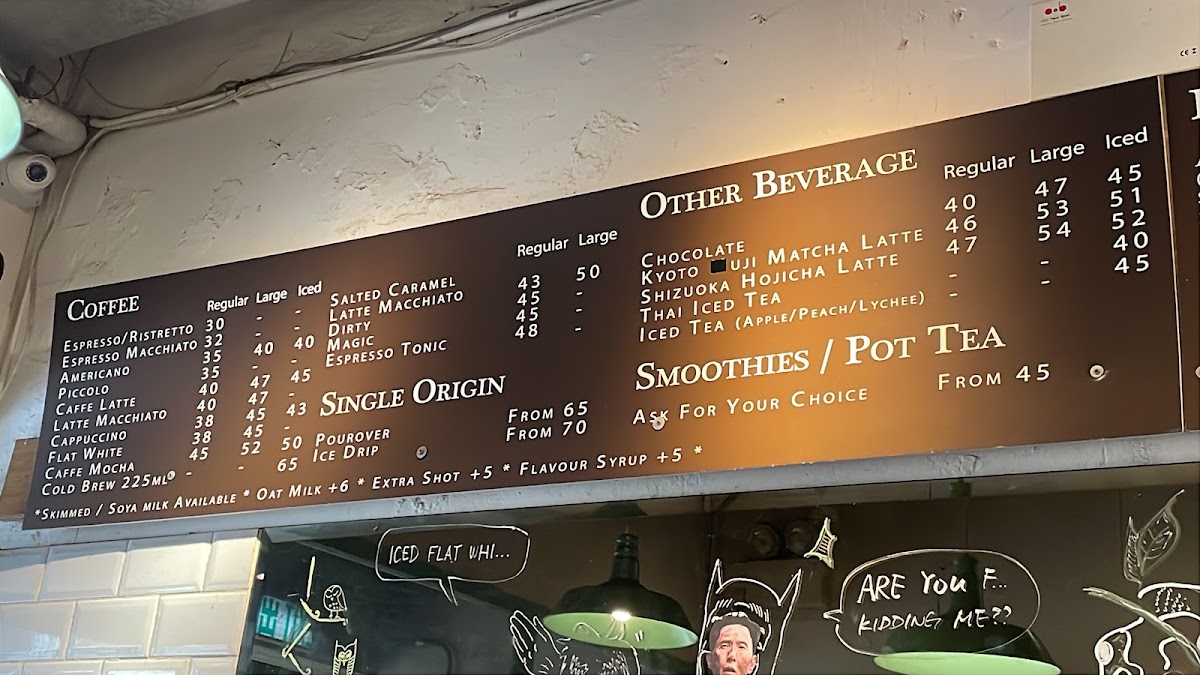 COFFEE Regular Large Iced
ESPRESSO/RISTRETTO 30 - -
ESPRESSO MACCHIATO 32 - -
AMERICANO 35 40 40
PICCOLO 35 - -
CAFFE LATTE 40 47 45
LATTE MACCHIATO 40 47 -
CAPPUCCINO 38 45 43
FLAT WHITE 38 45 -
CAFFE MOCHA 45 52 50
COLD BREW 225ML - - 65
Regular Large
SALTED CARAMEL
LATTE MACCHIATO 43 50
DIRTY 45 -
MAGIC 45 -
ESPRESSO TONIC 48 -
SINGLE ORIGIN
POUROVER FROM 65
ICE DRIP FROM 70
*SKIMMED / SOYA MILK AVAILABLE * OAT MILK +6 * EXTRA SHOT +5 * FLAVOUR SYRUP +5 *
OTHER BEVERAGE Regular Large Iced
CHOCOLATE 40 47 45
KYOTO UJI MATCHA LATTE 46 53 51
SHIZUOKA HOJICHA LATTE 47 54 52
THAI ICED TEA - - 40
ICED TEA (APPLE/PEACH/LYCHEE) - - 45
SMOOTHIES / POT TEA
ASK FOR YOUR CHOICE FROM 45
ICED FLAT WHI...
ARE YOU F...
KIDDING ME??